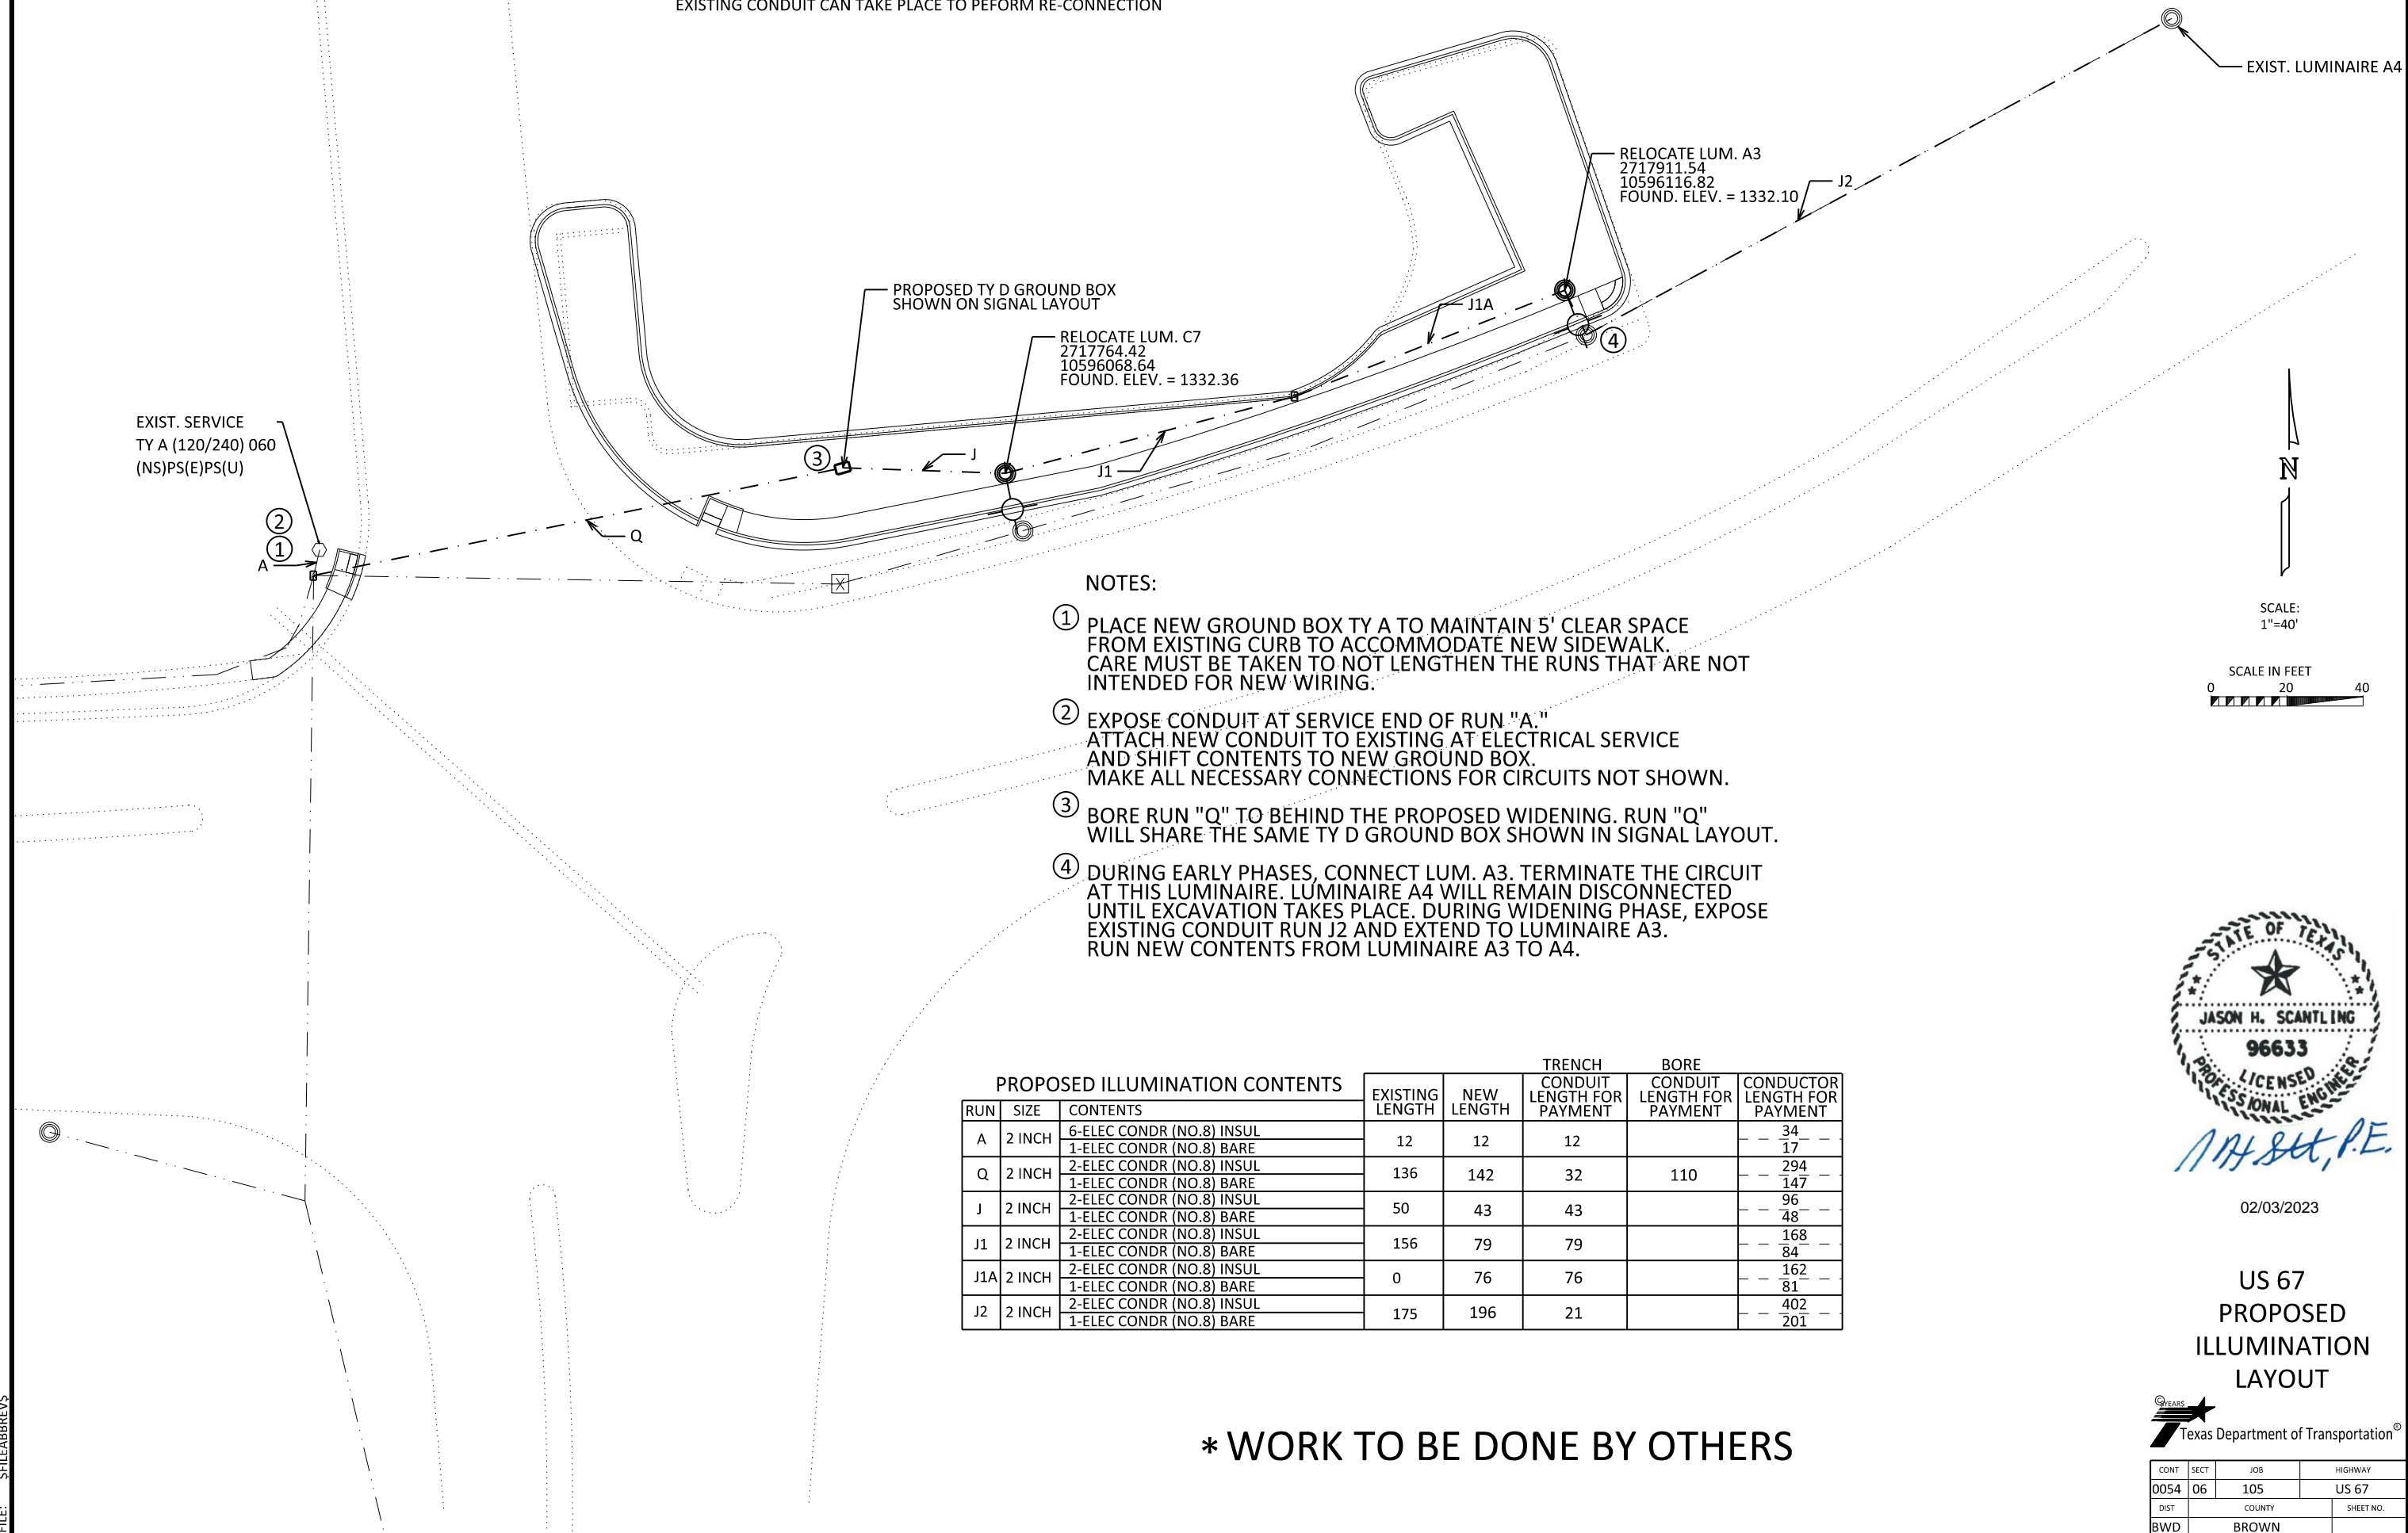 EXISTING CONDUIT CAN TAKE PLACE TO PEFORM RE-CONNECTION
EXIST. LUMINAIRE A4
RELOCATE LUM. A3
2717911.54
10596116.82
FOUND. ELEV. = 1332.10
J2
PROPOSED TY D GROUND BOX
SHOWN ON SIGNAL LAYOUT
J1A
RELOCATE LUM. C7
2717764.42
10596068.64
FOUND. ELEV. = 1332.36
4
EXIST. SERVICE
TY A (120/240) 060
(NS)PS(E)PS(U)
3
J
J1
N
2
1
Q
A
X
SCALE:
1"=40'
SCALE IN FEET
0 20 40
NOTES:
1 PLACE NEW GROUND BOX TY A TO MAINTAIN 5' CLEAR SPACE
FROM EXISTING CURB TO ACCOMMODATE NEW SIDEWALK.
CARE MUST BE TAKEN TO NOT LENGTHEN THE RUNS THAT ARE NOT
INTENDED FOR NEW WIRING.
2 EXPOSE CONDUIT AT SERVICE END OF RUN "A."
ATTACH NEW CONDUIT TO EXISTING AT ELECTRICAL SERVICE
AND SHIFT CONTENTS TO NEW GROUND BOX.
MAKE ALL NECESSARY CONNECTIONS FOR CIRCUITS NOT SHOWN.
3 BORE RUN "Q" TO BEHIND THE PROPOSED WIDENING. RUN "Q"
WILL SHARE THE SAME TY D GROUND BOX SHOWN IN SIGNAL LAYOUT.
4 DURING EARLY PHASES, CONNECT LUM. A3. TERMINATE THE CIRCUIT
AT THIS LUMINAIRE. LUMINAIRE A4 WILL REMAIN DISCONNECTED
UNTIL EXCAVATION TAKES PLACE. DURING WIDENING PHASE, EXPOSE
EXISTING CONDUIT RUN J2 AND EXTEND TO LUMINAIRE A3.
RUN NEW CONTENTS FROM LUMINAIRE A3 TO A4.
STATE OF TEXAS
JASON H. SCANTLING
96633
LICENSED
PROFESSIONAL ENGINEER
P.E.
02/03/2023
PROPOSED ILLUMINATION CONTENTS
EXISTING LENGTH
NEW LENGTH
TRENCH CONDUIT LENGTH FOR PAYMENT
BORE CONDUIT LENGTH FOR PAYMENT
CONDUCTOR LENGTH FOR PAYMENT
RUN SIZE CONTENTS
A 2 INCH 6-ELEC CONDR (NO.8) INSUL 12 12 12 34
1-ELEC CONDR (NO.8) BARE 17
Q 2 INCH 2-ELEC CONDR (NO.8) INSUL 136 142 32 110 294
1-ELEC CONDR (NO.8) BARE 147
J 2 INCH 2-ELEC CONDR (NO.8) INSUL 50 43 43 96
1-ELEC CONDR (NO.8) BARE 48
J1 2 INCH 2-ELEC CONDR (NO.8) INSUL 156 79 79 168
1-ELEC CONDR (NO.8) BARE 84
J1A 2 INCH 2-ELEC CONDR (NO.8) INSUL 0 76 76 162
1-ELEC CONDR (NO.8) BARE 81
J2 2 INCH 2-ELEC CONDR (NO.8) INSUL 175 196 21 402
1-ELEC CONDR (NO.8) BARE 201
* WORK TO BE DONE BY OTHERS
US 67
PROPOSED
ILLUMINATION
LAYOUT
Texas Department of Transportation®
CONT SECT JOB HIGHWAY
0054 06 105 US 67
DIST COUNTY SHEET NO.
BWD BROWN
FILE: $FILEABBREV$